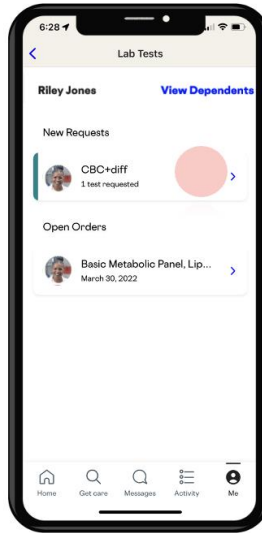 6:28
Lab Tests
Riley Jones View Dependents
New Requests
CBC+diff
1 test requested
Open Orders
Basic Metabolic Panel, Lip...
March 30, 2022
Home Get care Messages Activity Me